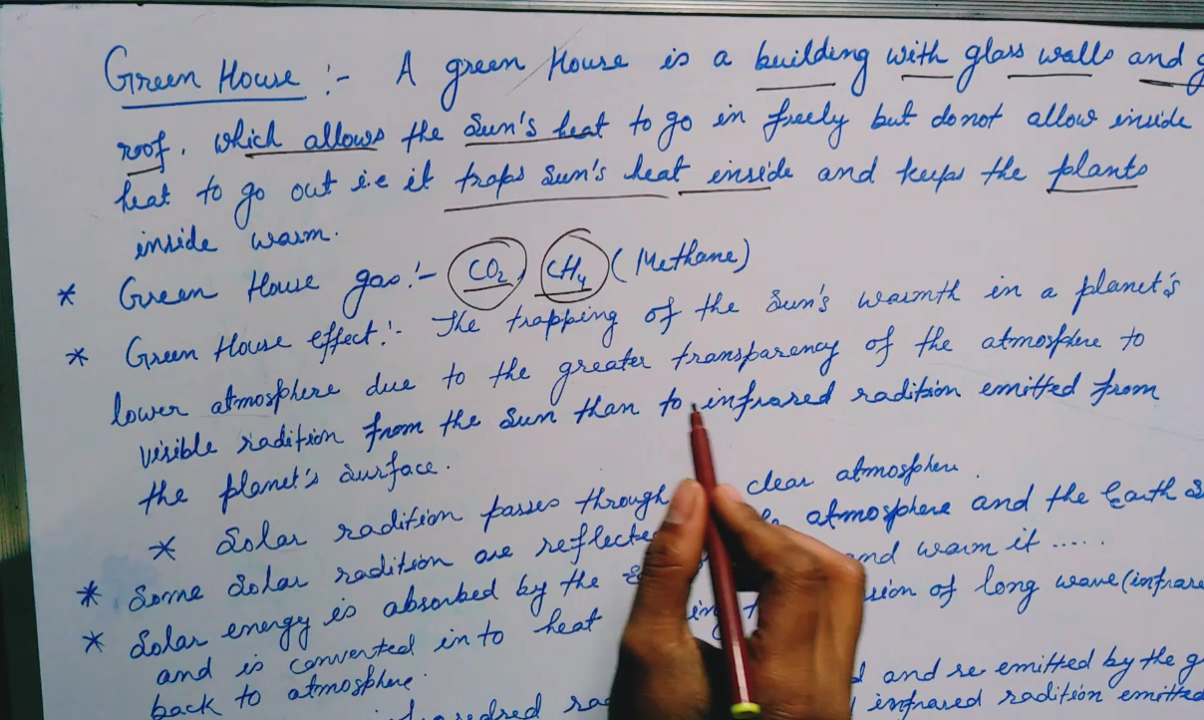 Green House :- A green House is a building with glass walls and
roof. which allows the Sun's heat to go in freely but donot allow inside
heat to go out i.e it traps Sun's heat inside and keeps the plants
inside warm.
* Green House gas :- CO2, CH4 (Methane)
* Green House effect :- The trapping of the Sun's warmth in a planet's
lower atmosphere due to the greater transparency of the atmosphere to
visible radition from the Sun than to infrared radition emitted from
the planet's surface.
* Solar radition passes through clear atmosphere.
* Some Solar radition are reflecte atmosphere and the Earth
* Solar energy is absorbed by the and warm it .....
and is converted in to heat sion of long wave (infrare
back to atmosphere.
and re emitted by the
infrared radition emitted